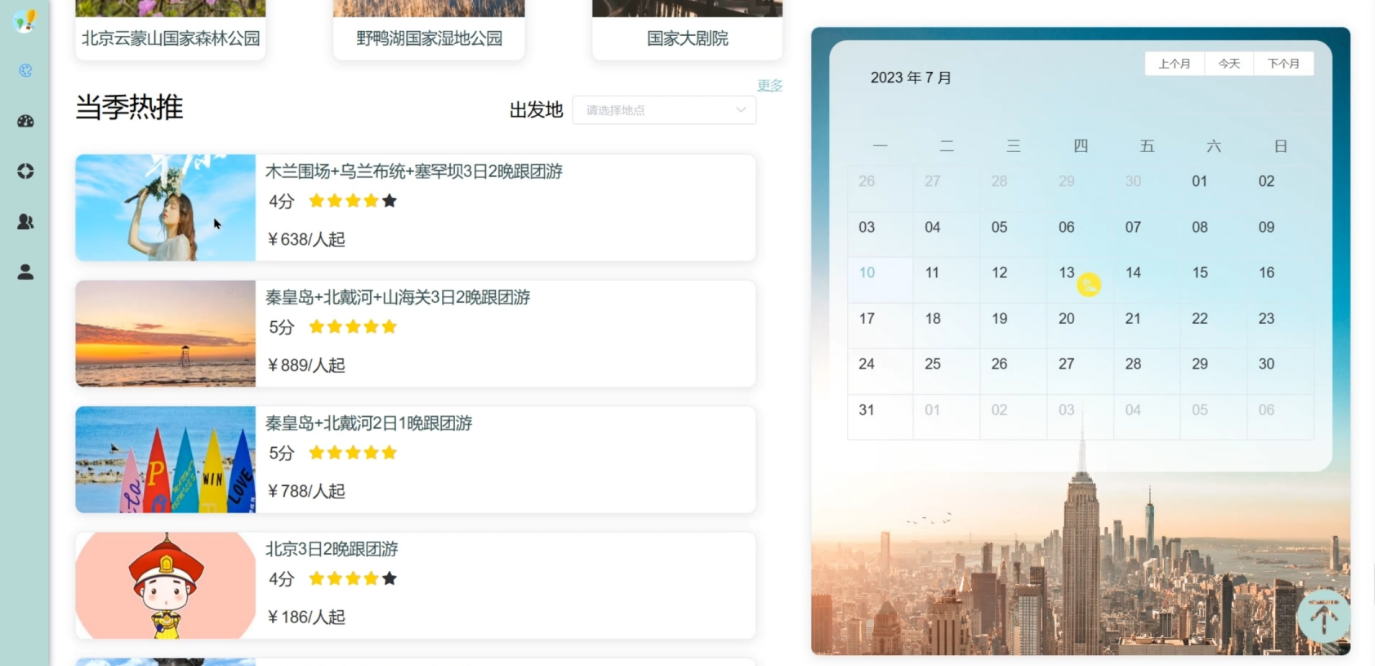 北京云蒙山国家森林公园
野鸭湖国家湿地公园
国家大剧院
更多
当季热推
出发地
请选择地点
木兰围场+乌兰布统+塞罕坝3日2晚跟团游
4分
￥638/人起
秦皇岛+北戴河+山海关3日2晚跟团游
5分
￥889/人起
秦皇岛+北戴河2日1晚跟团游
5分
￥788/人起
P
WIN
LOVE
北京3日2晚跟团游
4分
￥186/人起
2023 年 7 月
上个月 今天 下个月
一 二 三 四 五 六 日
26 27 28 29 30 01 02
03 04 05 06 07 08 09
10 11 12 13 14 15 16
17 18 19 20 21 22 23
24 25 26 27 28 29 30
31 01 02 03 04 05 06